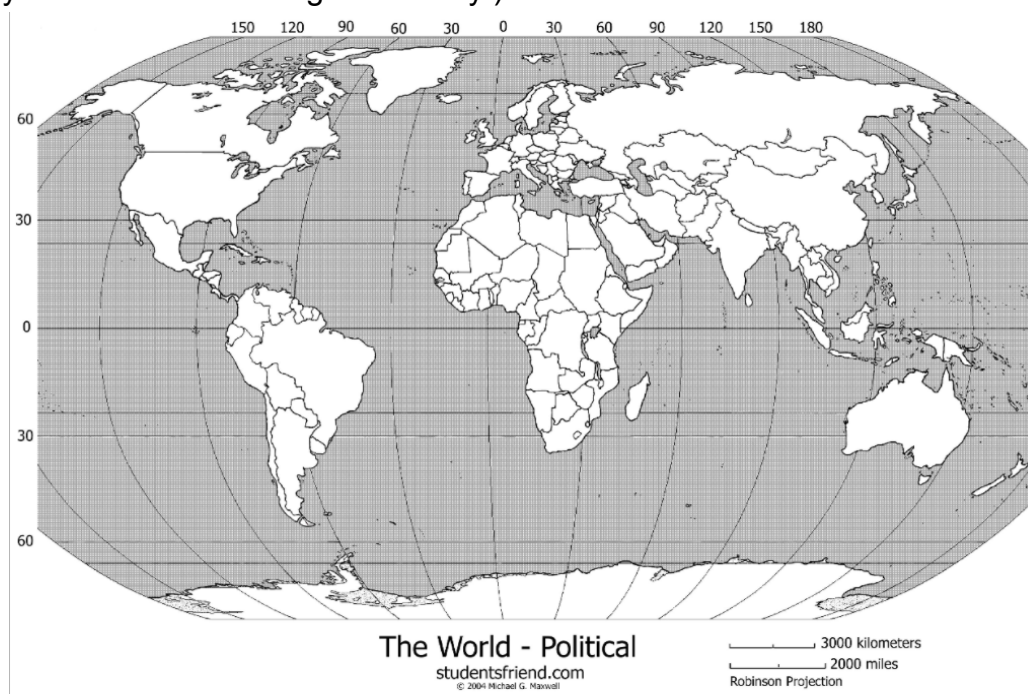 y
150 120 90 60 30 0 30 60 90 120 150 180
60
30
0
30
60
The World - Political
studentsfriend.com
© 2004 Michael G. Maxwell
3000 kilometers
2000 miles
Robinson Projection